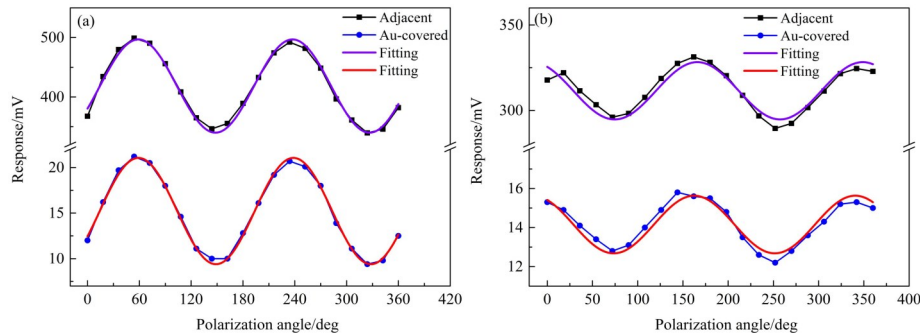 (a)
Adjacent
Au-covered
Fitting
Fitting
500
400
20
15
10
Response/mV
0 60 120 180 240 300 360 420
Polarization angle/deg
(b)
Adjacent
Au-covered
Fitting
Fitting
350
325
300
16
14
12
Response/mV
0 50 100 150 200 250 300 350 400
Polarization angle/deg